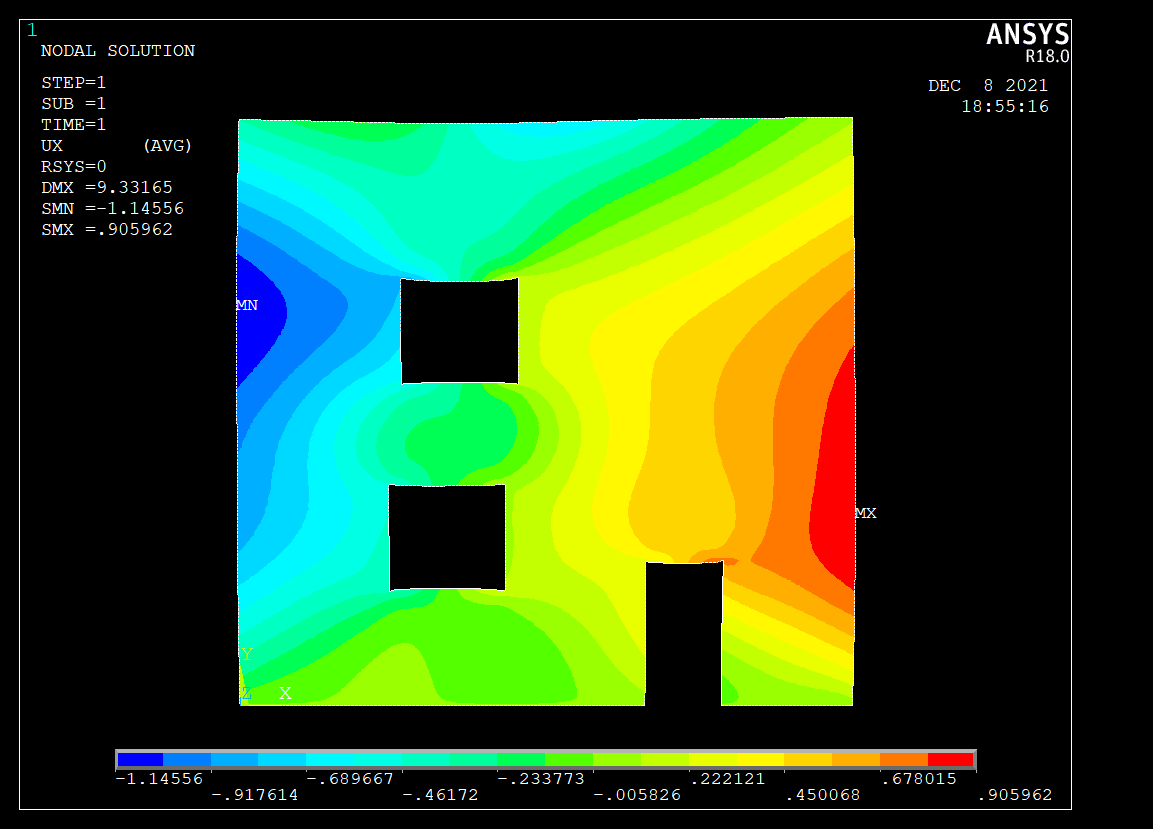 1
ANSYS
R18.0
NODAL SOLUTION
STEP=1
SUB =1
TIME=1
UX (AVG)
RSYS=0
DMX =9.33165
SMN =-1.14556
SMX =.905962
DEC 8 2021
18:55:16
MN
MX
Y
Z X
-1.14556 -.689667 -.233773 .222121 .678015
-.917614 -.46172 -.005826 .450068 .905962